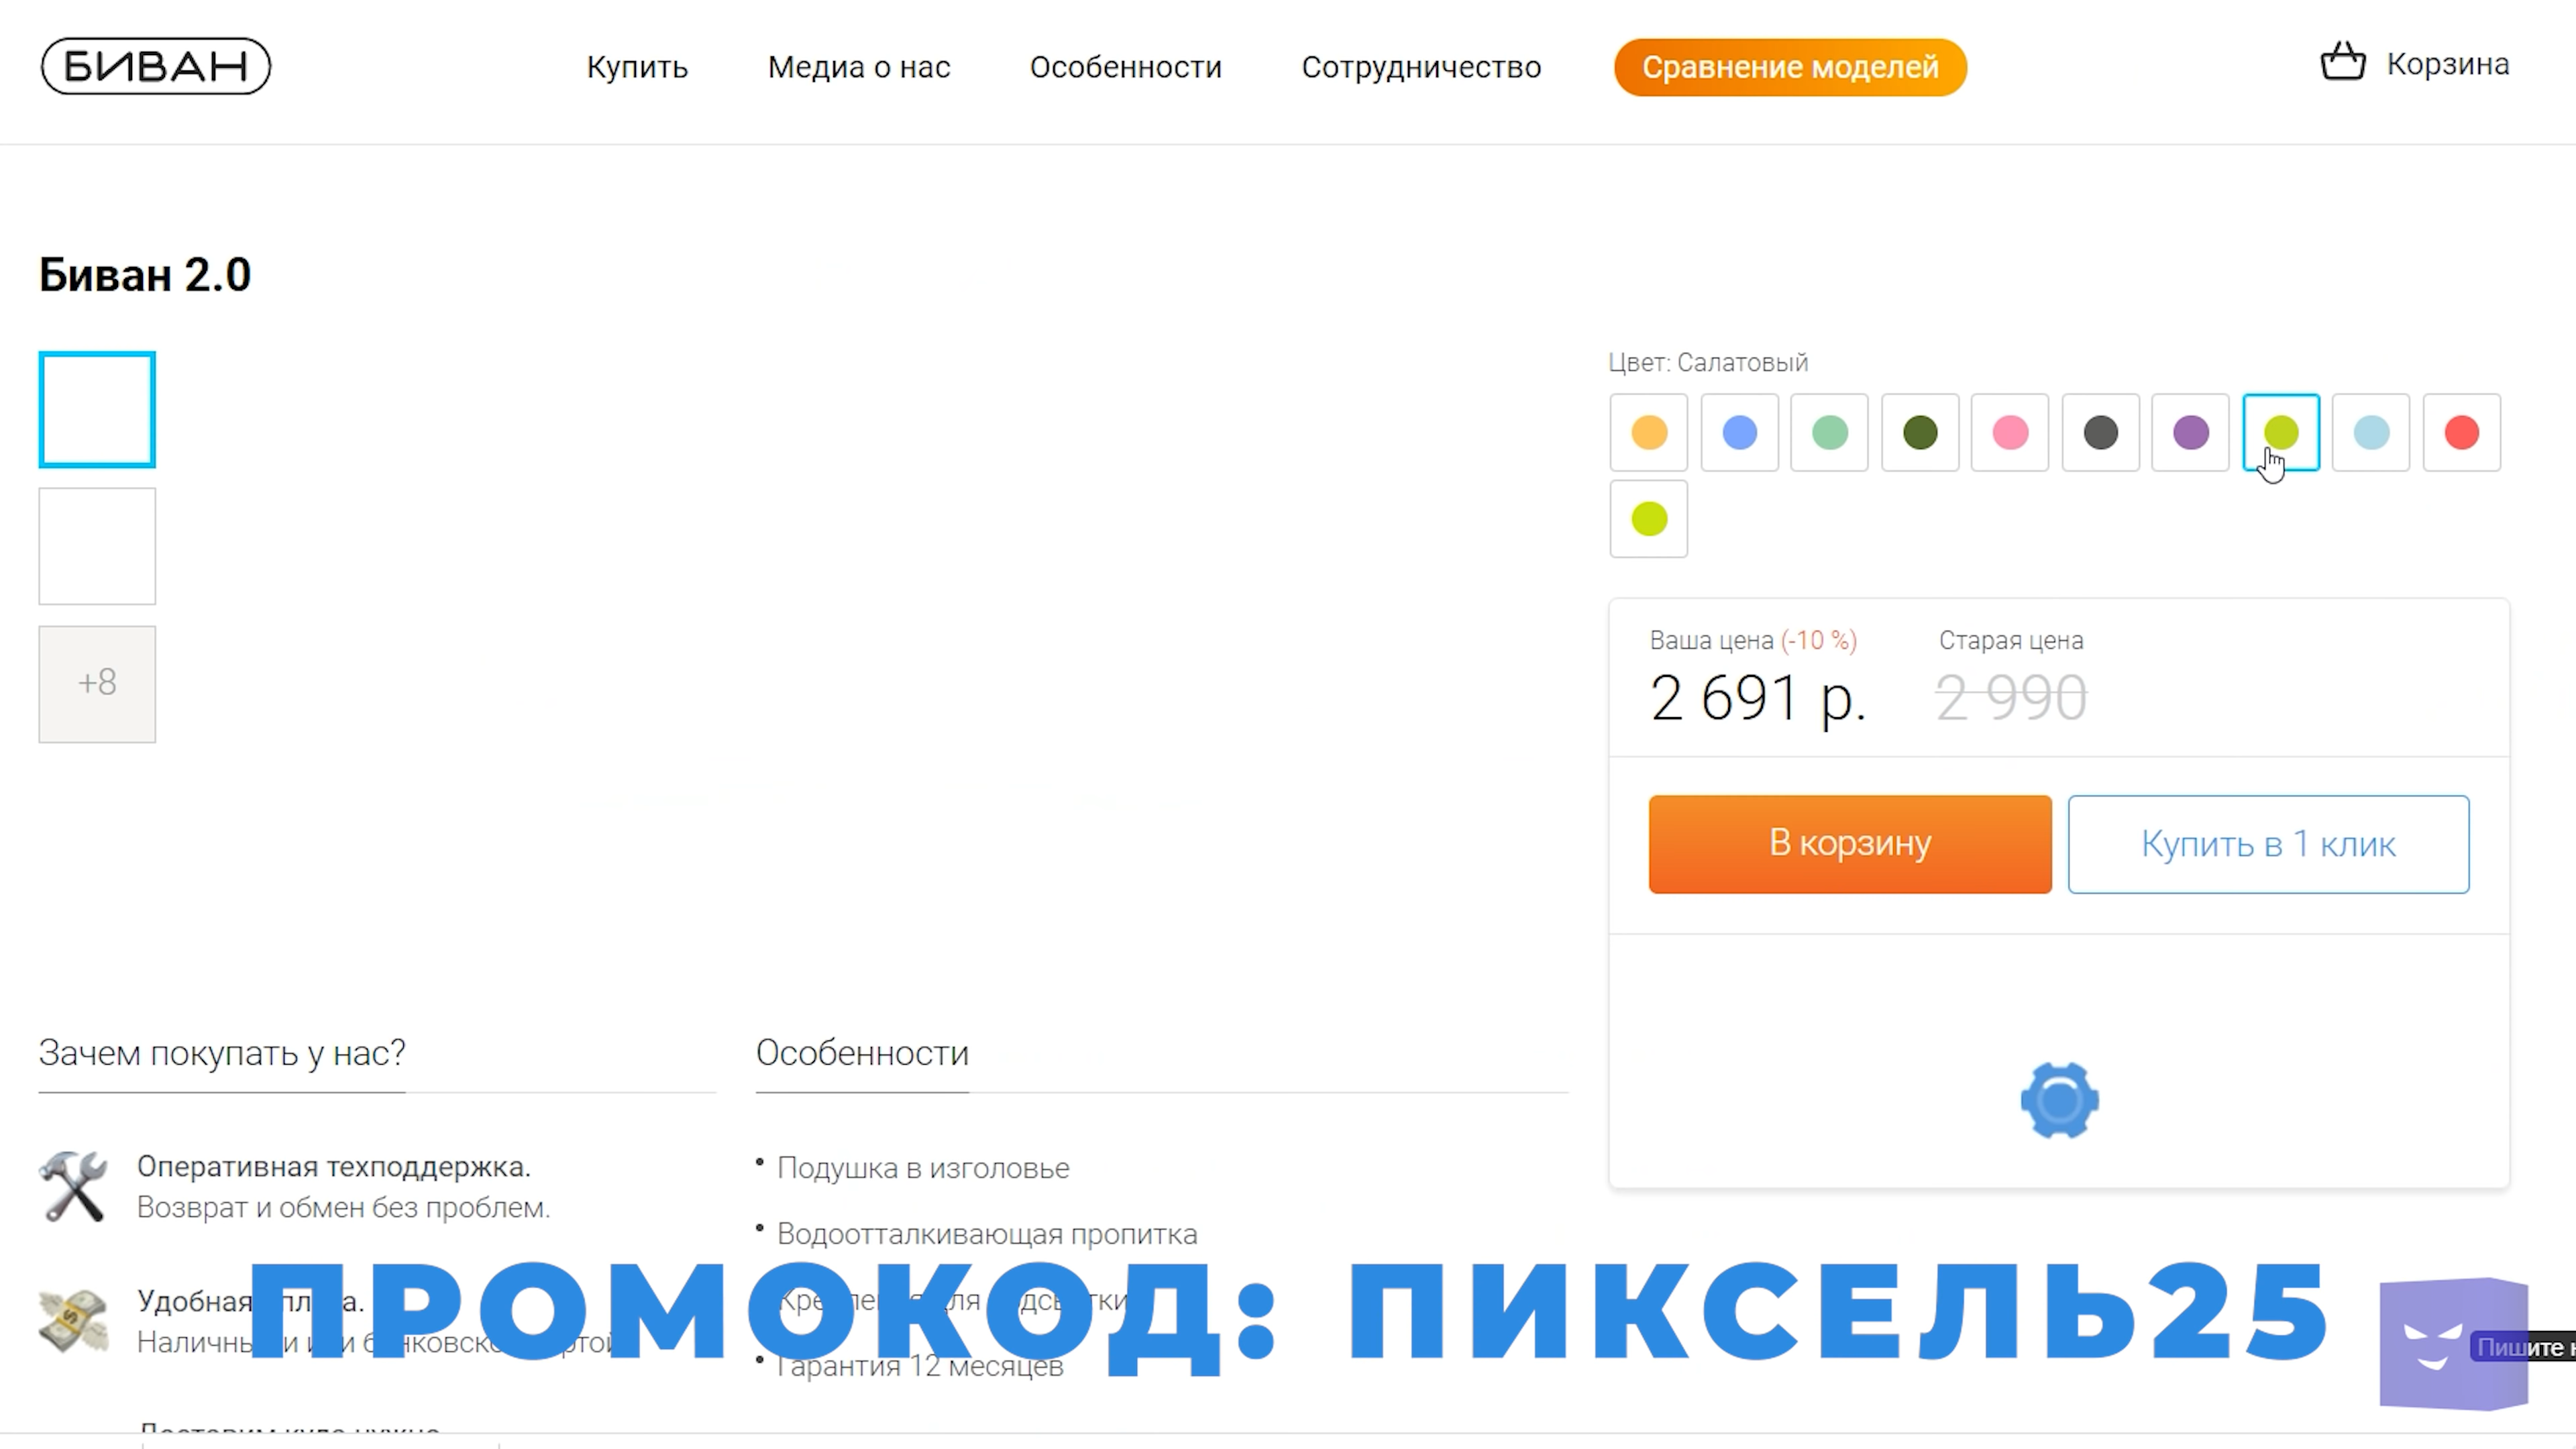 БИВАН
Купить
Медиа о нас
Особенности
Сотрудничество
Сравнение моделей
Корзина
Биван 2.0
+8
Цвет: Салатовый
Ваша цена (-10 %)
Старая цена
2 691 р.
2 990
В корзину
Купить в 1 клик
Зачем покупать у нас?
Оперативная техподдержка.
Возврат и обмен без проблем.
Удобная
Особенности
• Подушка в изголовье
• Водоотталкивающая пропитка
• Гарантия 12 месяцев
ПРОМОКОД: ПИКСЕЛЬ25
Пишите